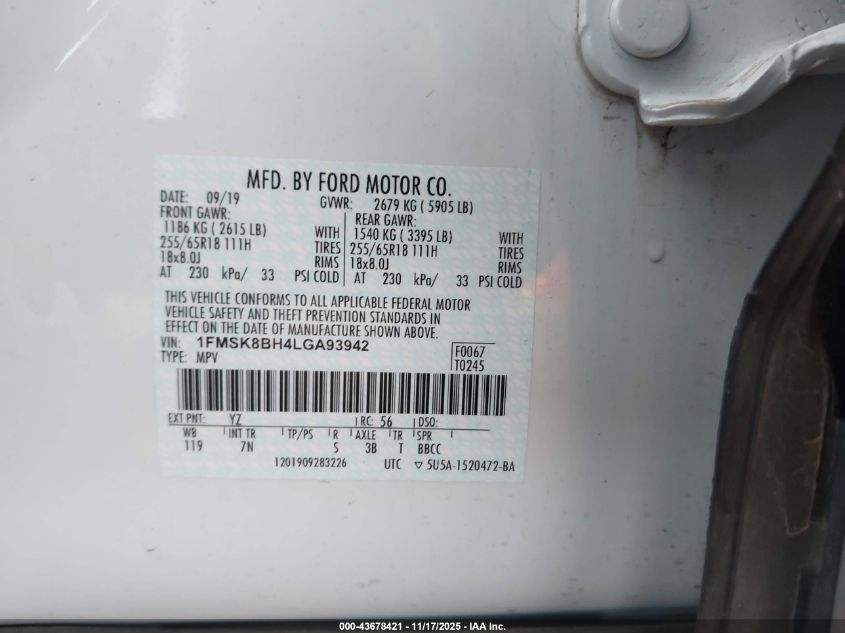 MFD. BY FORD MOTOR CO.
DATE: 09/19 GVWR: 2679 KG ( 5905 LB)
FRONT GAWR: REAR GAWR:
1186 KG ( 2615 LB) WITH 1540 KG ( 3395 LB) WITH
255/65R18 111H TIRES 255/65R18 111H TIRES
18x8.0J RIMS 18x8.0J RIMS
AT 230 kPa/ 33 PSI COLD AT 230 kPa/ 33 PSI COLD
THIS VEHICLE CONFORMS TO ALL APPLICABLE FEDERAL MOTOR
VEHICLE SAFETY AND THEFT PREVENTION STANDARDS IN
EFFECT ON THE DATE OF MANUFACTURE SHOWN ABOVE.
VIN: 1FMSK8BH4LGA93942 F0067
TYPE: MPV T0245
EXT PNT: YZ RC: 56 DSO:
WB INT TR TP/PS R AXLE TR SPR
119 7N S 3B T BBCC
1201909283226 UTC ▽ 5U5A-1520472-BA
000-43678421 - 11/17/2025 - IAA Inc.